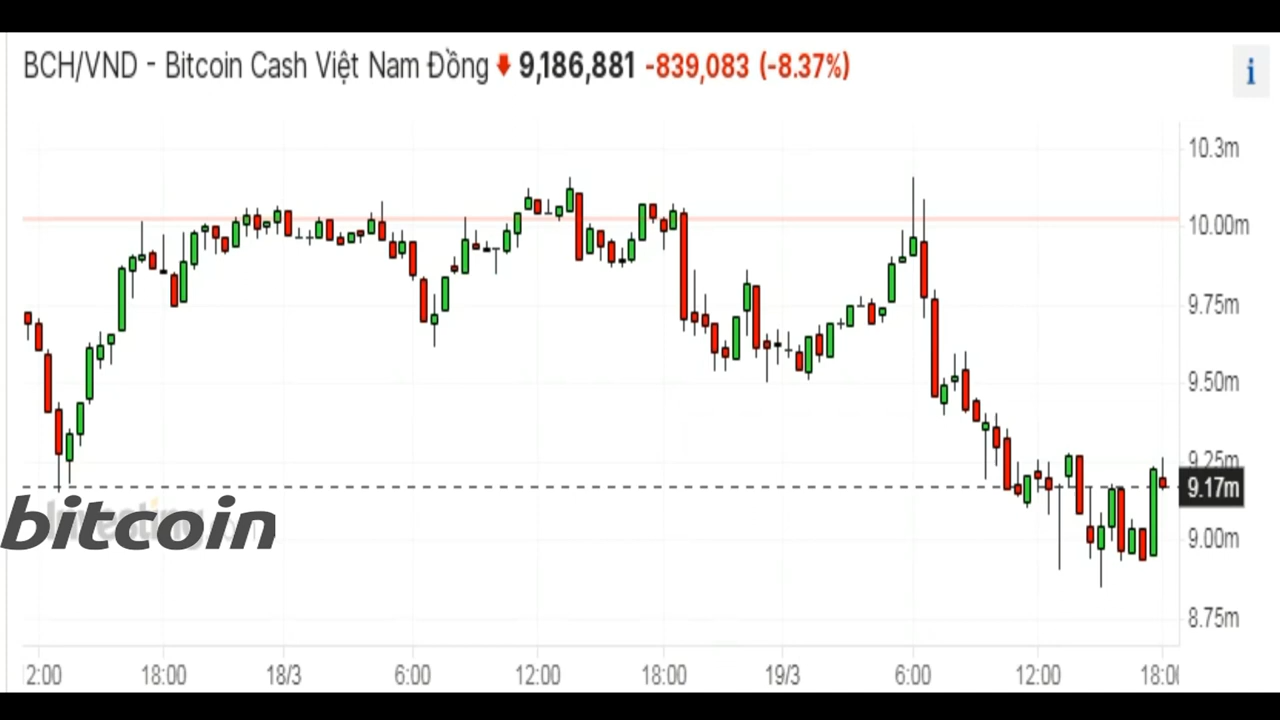 BCH/VND - Bitcoin Cash Việt Nam Đồng 9,186,881 -839,083 (-8.37%)
i
10.3m
10.00m
9.75m
9.50m
9.25m
9.17m
9.00m
8.75m
bitcoin
2:00 18:00 18/3 6:00 12:00 18:00 19/3 6:00 12:00 18:00